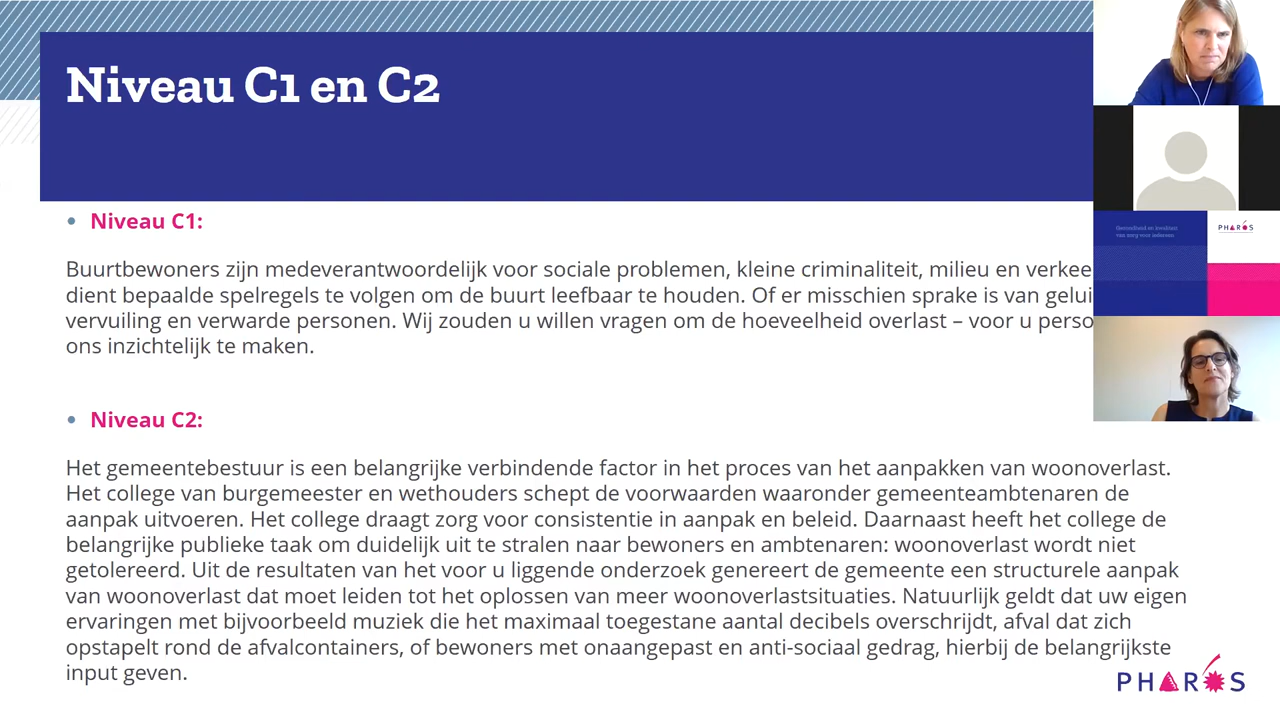 Niveau C1 en C2
• Niveau C1:
Buurtbewoners zijn medeverantwoordelijk voor sociale problemen, kleine criminaliteit, milieu en
dient bepaalde spelregels te volgen om de buurt leefbaar te houden. Of er misschien sprake is van
vervuiling en verwarde personen. Wij zouden u willen vragen om de hoeveelheid overlast – voor u
ons inzichtelijk te maken.
• Niveau C2:
Het gemeentebestuur is een belangrijke verbindende factor in het proces van het aanpakken van woonoverlast.
Het college van burgemeester en wethouders schept de voorwaarden waaronder gemeenteambtenaren de
aanpak uitvoeren. Het college draagt zorg voor consistentie in aanpak en beleid. Daarnaast heeft het college de
belangrijke publieke taak om duidelijk uit te stralen naar bewoners en ambtenaren: woonoverlast wordt niet
getolereerd. Uit de resultaten van het voor u liggende onderzoek genereert de gemeente een structurele aanpak
van woonoverlast dat moet leiden tot het oplossen van meer woonoverlastsituaties. Natuurlijk geldt dat uw eigen
ervaringen met bijvoorbeeld muziek die het maximaal toegestane aantal decibels overschrijdt, afval dat zich
opstapelt rond de afvalcontainers, of bewoners met onaangepast en anti-sociaal gedrag, hierbij de belangrijkste
input geven.
Gezondheid en kwaliteit
van zorg voor iedereen
PHAROS
PHAROS